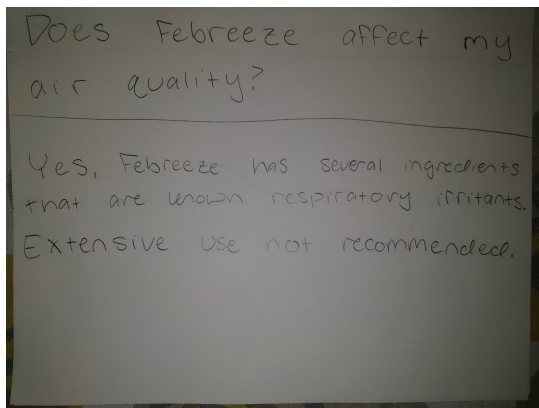 Does Febreeze affect my
air quality?
Yes, Febreeze has several ingredients
that are known respiratory irritants.
Extensive use not recommended.